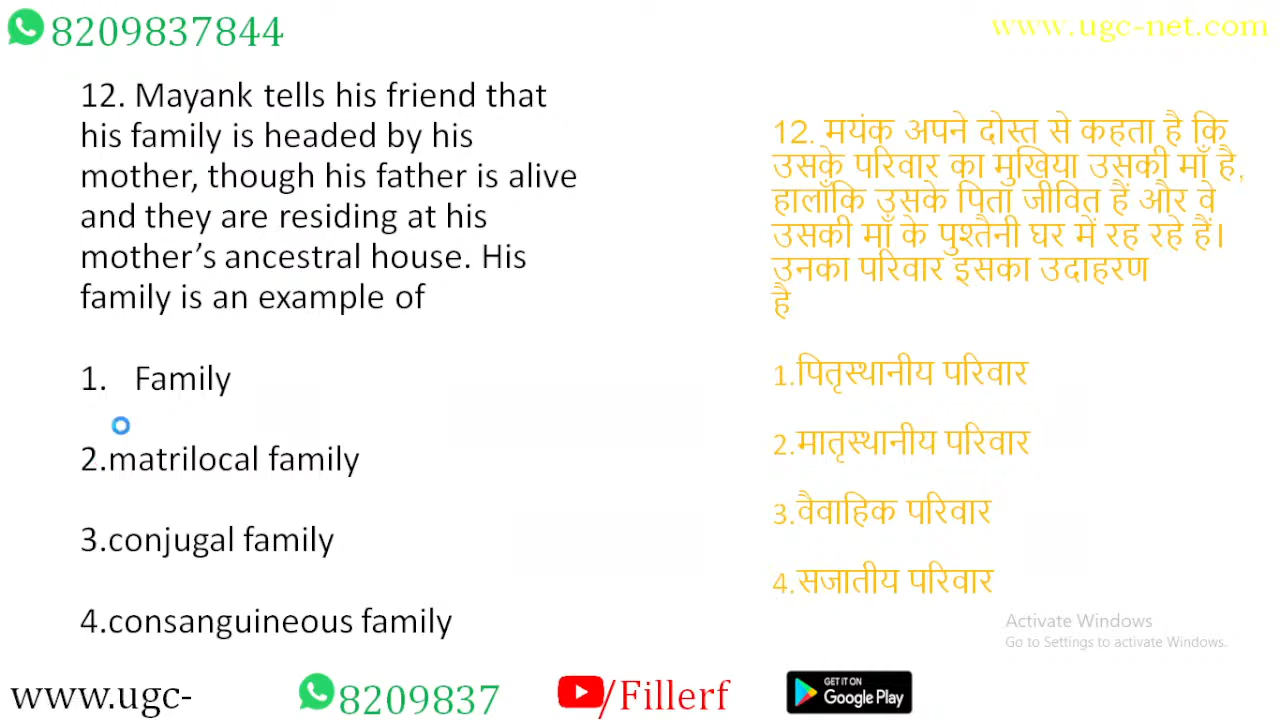 8209837844
www.ugc-net.com
12. Mayank tells his friend that
his family is headed by his
mother, though his father is alive
and they are residing at his
mother’s ancestral house. His
family is an example of
1. Family
2.matrilocal family
3.conjugal family
4.consanguineous family
12. मयंक अपने दोस्त से कहता है कि
उसके परिवार का मुखिया उसकी माँ है,
हालाँकि उसके पिता जीवित हैं और वे
उसकी माँ के पुश्तैनी घर में रह रहे हैं।
उनका परिवार इसका उदाहरण
है
1.पितृस्थानीय परिवार
2.मातृस्थानीय परिवार
3.वैवाहिक परिवार
4.सजातीय परिवार
Activate Windows
Go to Settings to activate Windows.
www.ugc-
8209837
/Fillerf
GET IT ON
Google Play